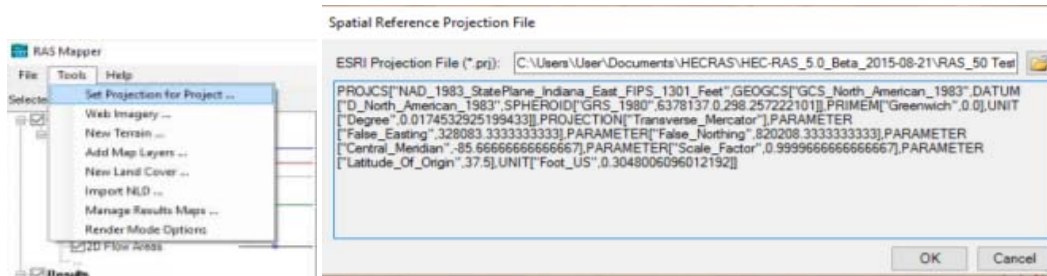 RAS Mapper
File Tools Help
Selecte
Set Projection for Project ...
Web Imagery ...
New Terrain ...
Add Map Layers ...
New Land Cover ...
Import NLD ...
Manage Results Maps ...
Render Mode Options
2D Flow Areas
Results
Spatial Reference Projection File
ESRI Projection File (*.prj): C:\Users\User\Documents\HECRAS\HEC-RAS_5.0_Beta_2015-08-21\RAS_50 Test
PROJCS["NAD_1983_StatePlane_Indiana_East_FIPS_1301_Feet",GEOGCS["GCS_North_American_1983",DATUM
["D_North_American_1983",SPHEROID["GRS_1980",6378137.0,298.257222101]],PRIMEM["Greenwich",0.0],UNIT
["Degree",0.0174532925199433]],PROJECTION["Transverse_Mercator"],PARAMETER
["False_Easting",328083.3333333333],PARAMETER["False_Northing",820208.3333333333],PARAMETER
["Central_Meridian",-85.66666666666667],PARAMETER["Scale_Factor",0.9999666666666667],PARAMETER
["Latitude_Of_Origin",37.5],UNIT["Foot_US",0.3048006096012192]]
OK Cancel